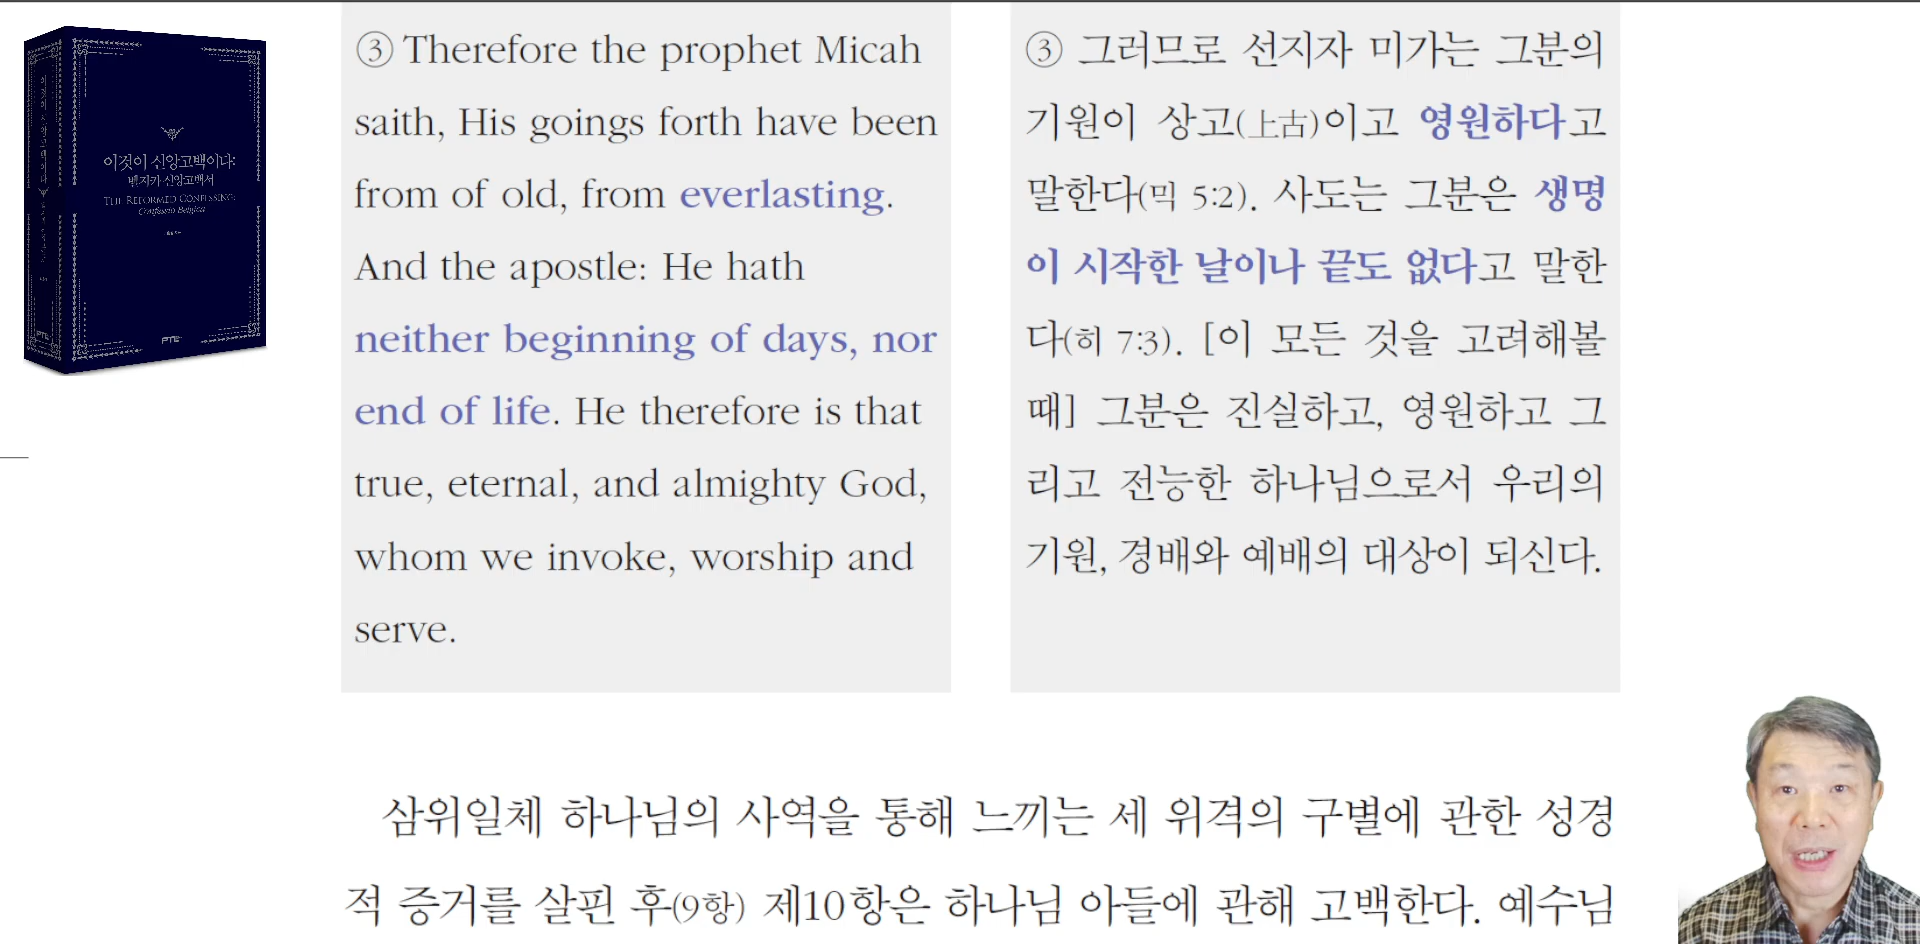 이것이 신앙고백이다:
벨지카 신앙고백서
THE REFORMED CONFESSING:
Confessio Belgica
③ Therefore the prophet Micah
saith, His goings forth have been
from of old, from everlasting.
And the apostle: He hath
neither beginning of days, nor
end of life. He therefore is that
true, eternal, and almighty God,
whom we invoke, worship and
serve.
③ 그러므로 선지자 미가는 그분의
기원이 상고(上古)이고 영원하다고
말한다(믹 5:2). 사도는 그분은 생명
이 시작한 날이나 끝도 없다고 말한
다(히 7:3). [이 모든 것을 고려해볼
때] 그분은 진실하고, 영원하고 그
리고 전능한 하나님으로서 우리의
기원, 경배와 예배의 대상이 되신다.
삼위일체 하나님의 사역을 통해 느끼는 세 위격의 구별에 관한 성경
적 증거를 살핀 후(9항) 제10항은 하나님 아들에 관해 고백한다. 예수님